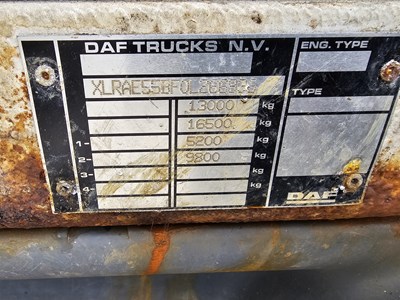 DAF TRUCKS N.V.
ENG. TYPE
13000 kg
TYPE
16500 kg
1- 5200 kg
2- 9800 kg
3- kg
4- kg
DAF